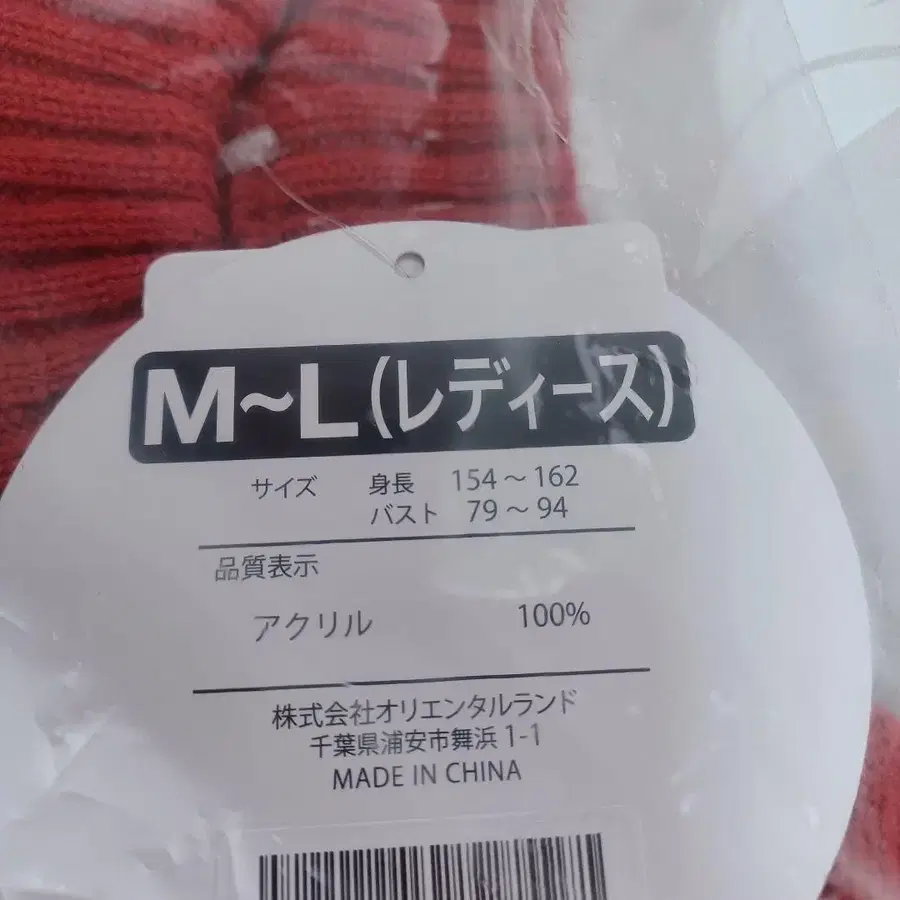 M~L(レディース)
サイズ 身長 154～162
バスト 79～94
品質表示
アクリル 100%
株式会社オリエンタルランド
千葉県浦安市舞浜 1-1
MADE IN CHINA